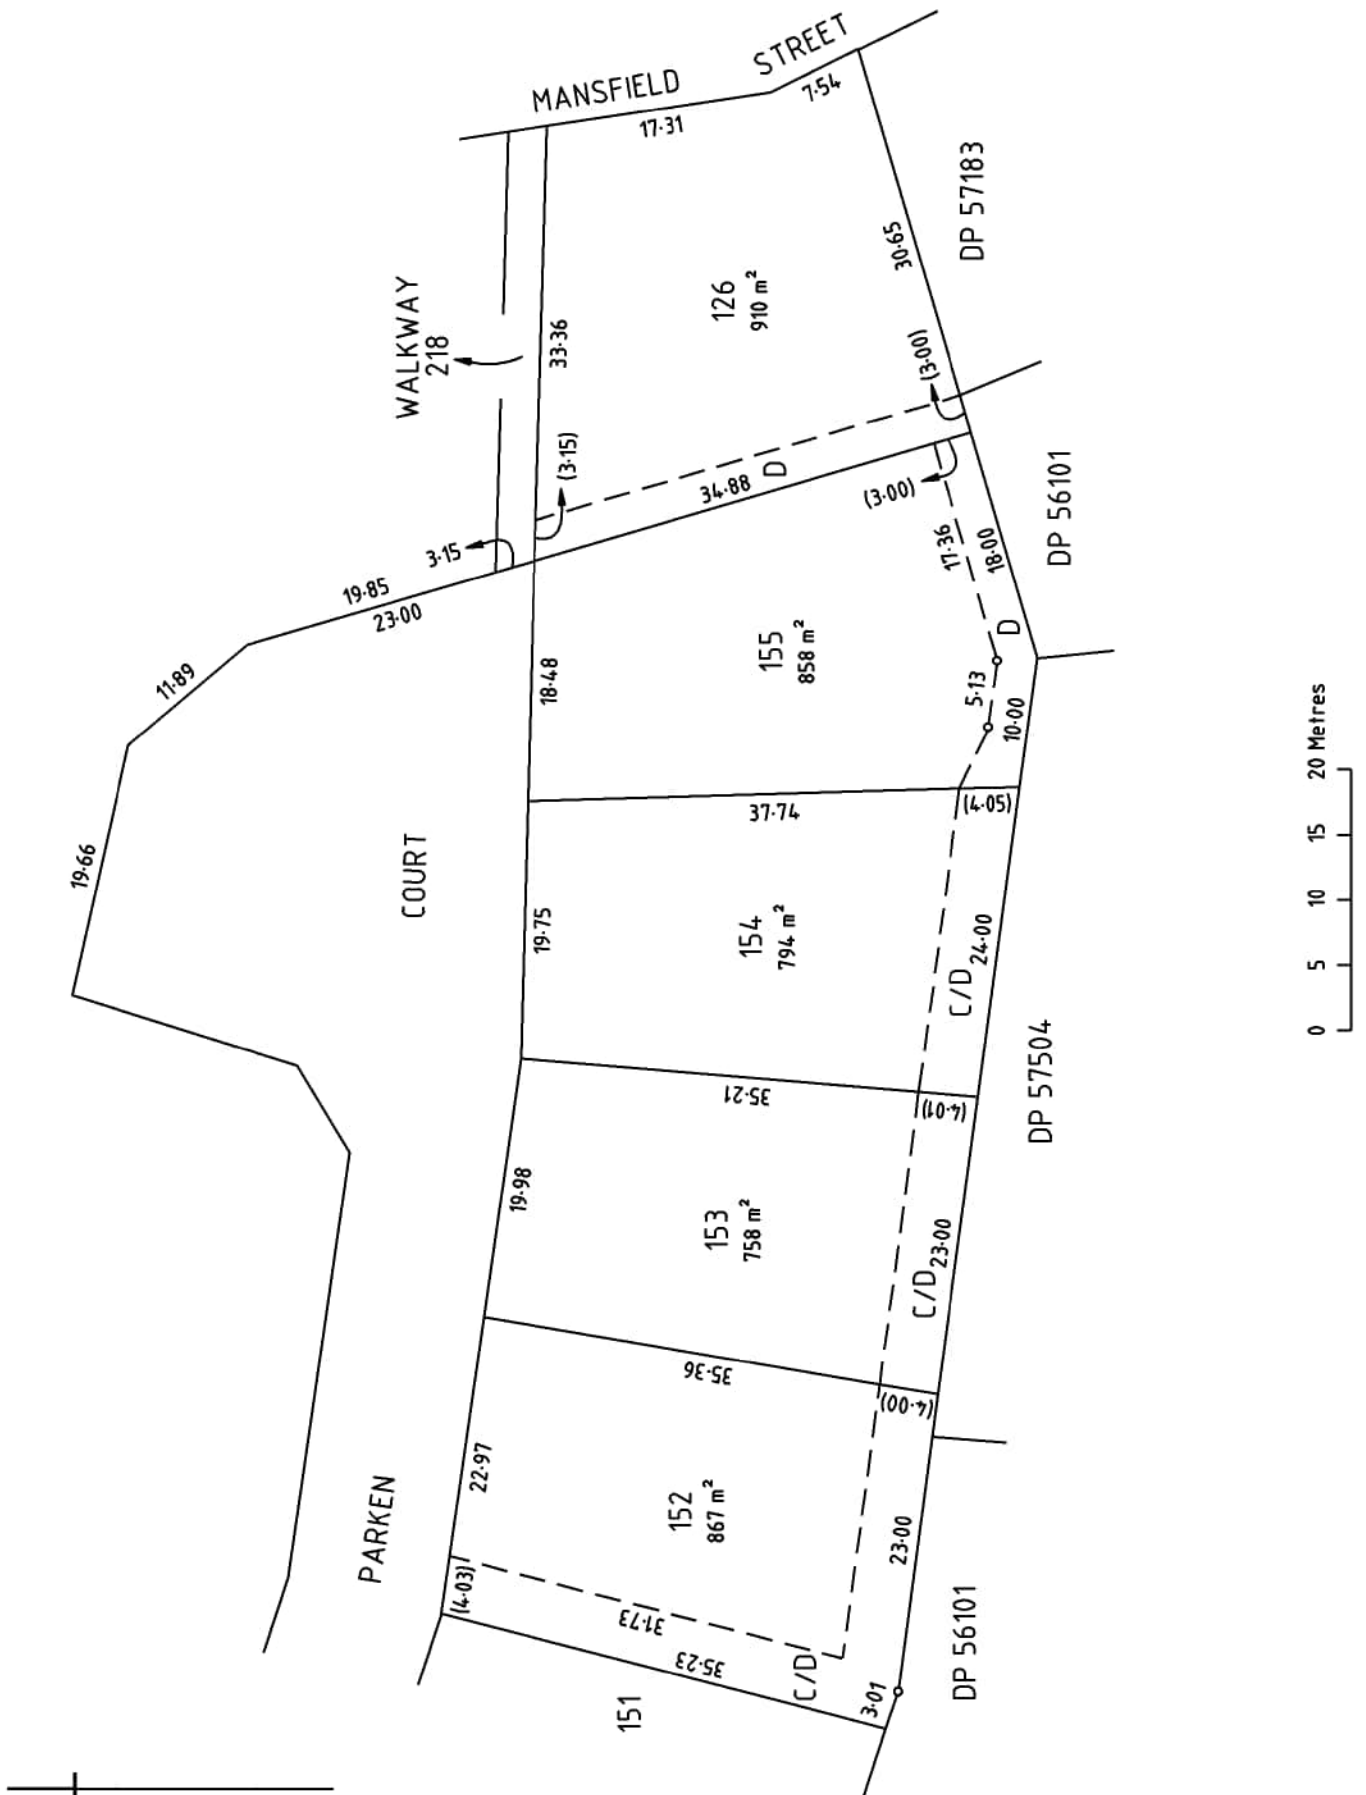 MANSFIELD STREET
17·31
7·54
WALKWAY
218
33·36
126
910 m²
30·65
DP 57183
(3·00)
(3·15)
3·15
34·88
D
(3·00)
17·36
18·00
DP 56101
19·85
23·00
11·89
19·66
18·48
155
858 m²
D
5·13
10·00
37·74
(4·05)
COURT
19·75
154
794 m²
C/D
24·00
35·21
(4·01)
DP 57504
19·98
153
758 m²
C/D
23·00
35·36
(4·00)
PARKEN
22·97
152
867 m²
23·00
(4·03)
31·73
35·23
C/D
3·01
151
DP 56101
0 5 10 15 20 Metres